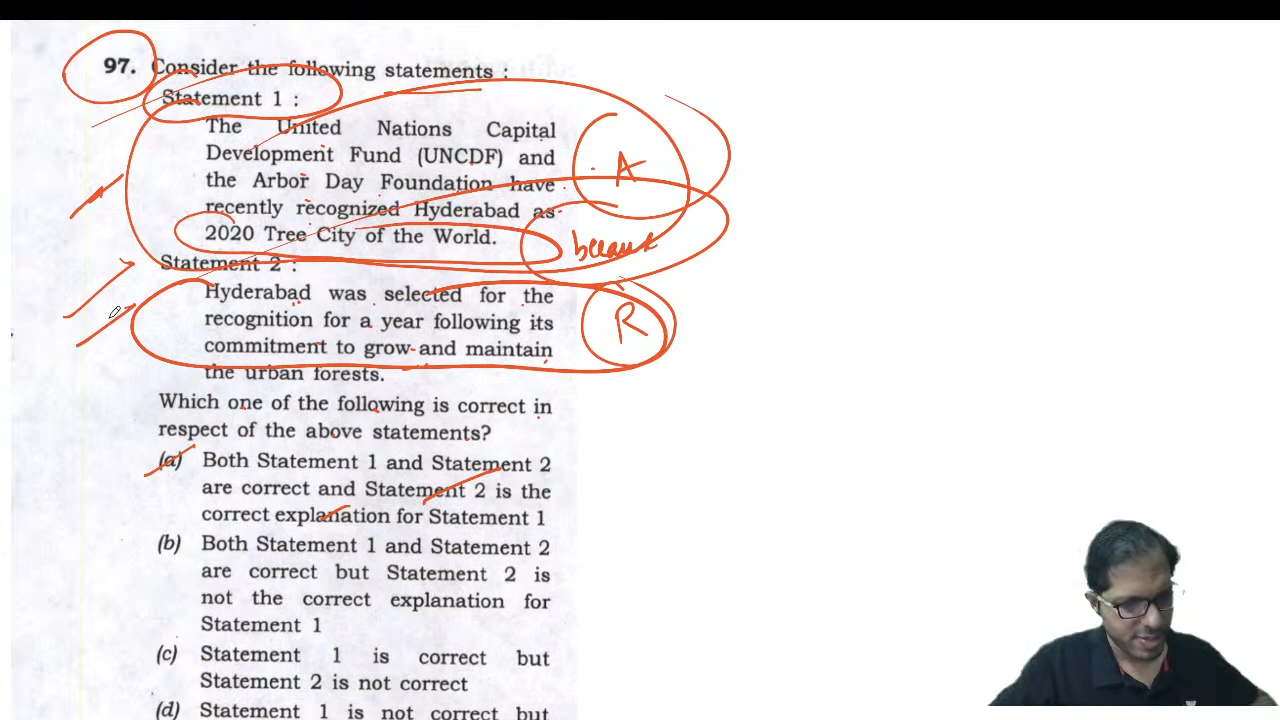 97. Consider the following statements :
Statement 1 :
The United Nations Capital
Development Fund (UNCDF) and
the Arbor Day Foundation have
recently recognized Hyderabad as
2020 Tree City of the World.
Statement 2 :
Hyderabad was selected for the
recognition for a year following its
commitment to grow and maintain
the urban forests.
Which one of the following is correct in
respect of the above statements?
(a) Both Statement 1 and Statement 2
are correct and Statement 2 is the
correct explanation for Statement 1
(b) Both Statement 1 and Statement 2
are correct but Statement 2 is
not the correct explanation for
Statement 1
(c) Statement 1 is correct but
Statement 2 is not correct
(d) Statement 1 is not correct but
A
because
R